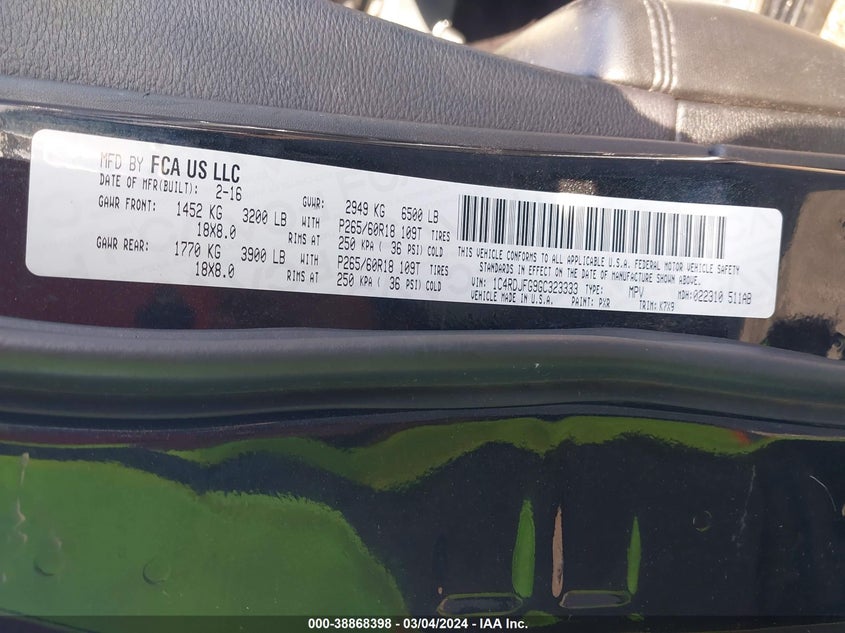 MFD BY FCA US LLC
DATE OF MFR(BUILT): 2-16 GVWR: 2949 KG 6500 LB
GAWR FRONT: 1452 KG 3200 LB WITH P265/60R18 109T TIRES
18X8.0 RIMS AT 250 KPA ( 36 PSI) COLD
GAWR REAR: 1770 KG 3900 LB WITH P265/60R18 109T TIRES
18X8.0 RIMS AT 250 KPA ( 36 PSI) COLD
THIS VEHICLE CONFORMS TO ALL APPLICABLE U.S.A. FEDERAL MOTOR VEHICLE SAFETY
STANDARDS IN EFFECT ON THE DATE OF MANUFACTURE SHOWN ABOVE.
VIN: 1C4RDJFG9GC323333 TYPE: MPV MDH: 022310 511AB
VEHICLE MADE IN U.S.A. PAINT: PXR TRIM: K7X9
000-38868398 - 03/04/2024 - IAA Inc.